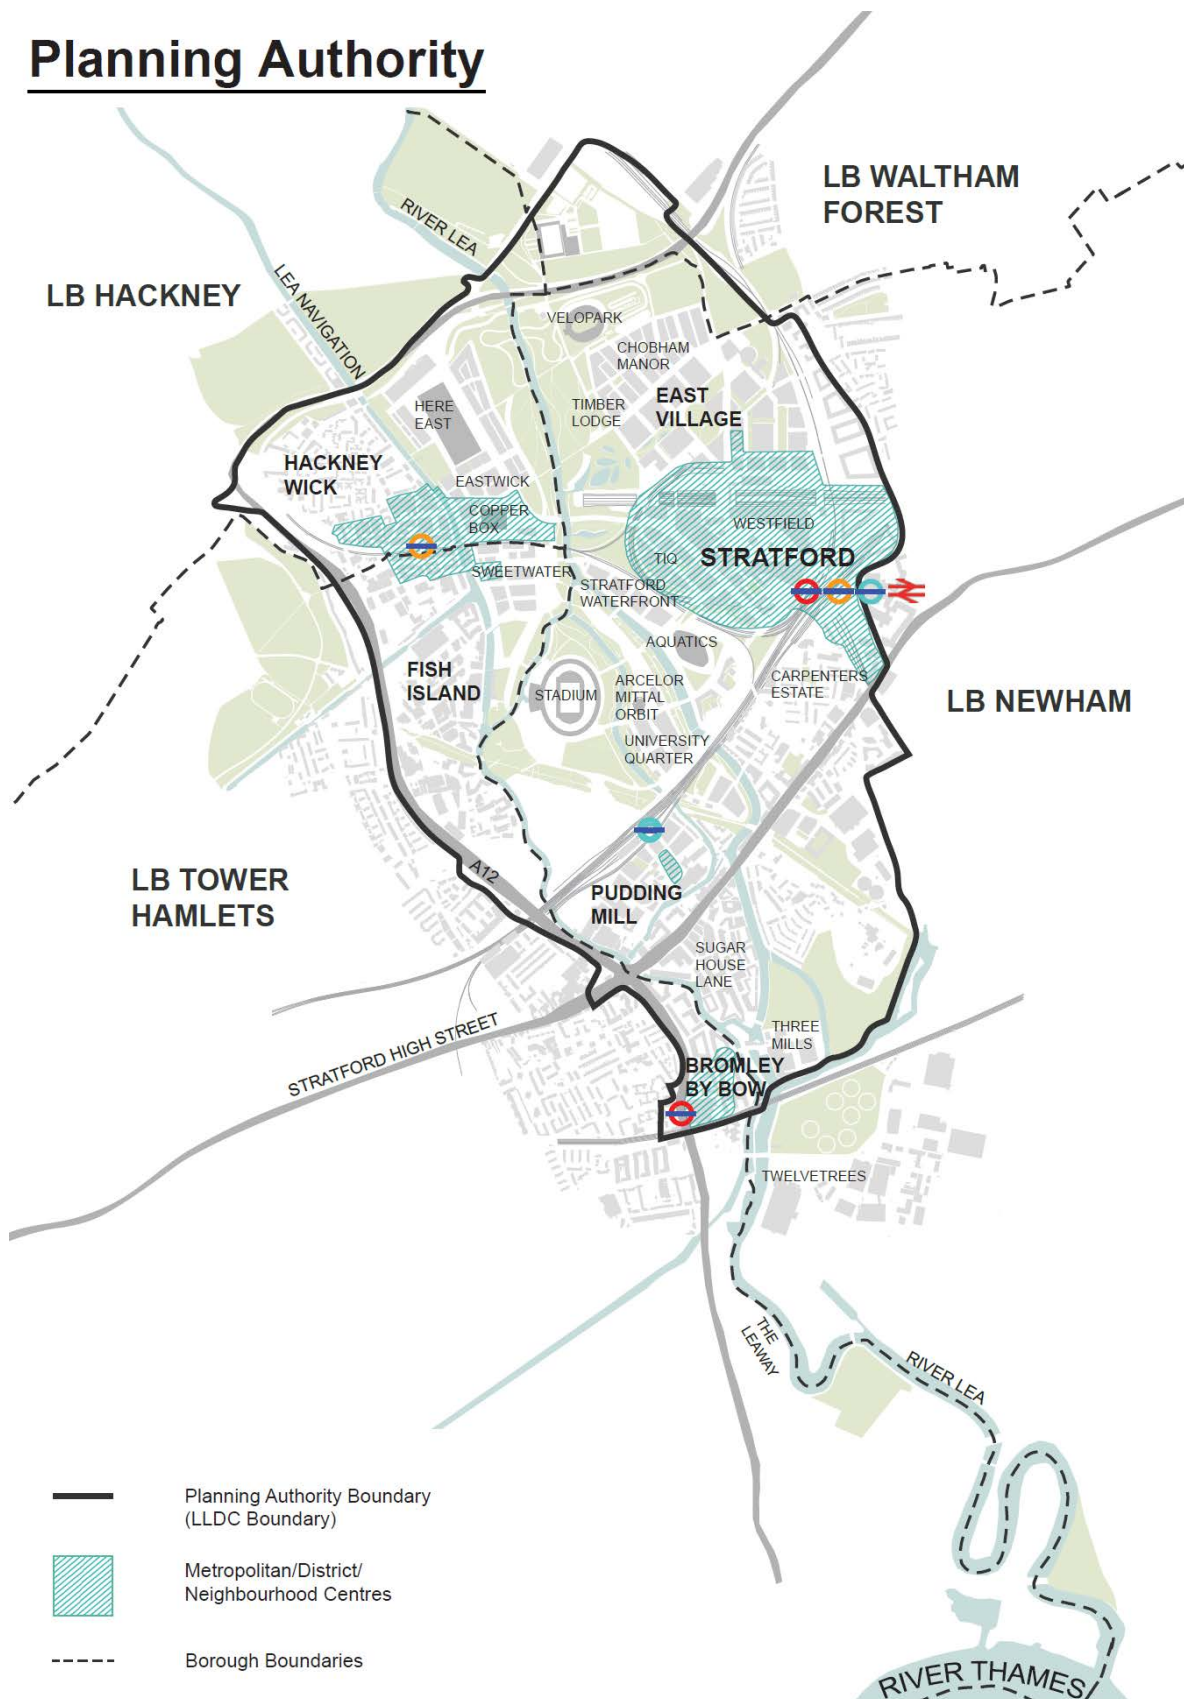 Planning Authority
LB WALTHAM
FOREST
RIVER LEA
LEA NAVIGATION
LB HACKNEY
VELOPARK
CHOBHAM
MANOR
HERE
EAST
TIMBER
LODGE
EAST
VILLAGE
HACKNEY
WICK
EASTWICK
COPPER
BOX
WESTFIELD
TIQ
STRATFORD
SWEETWATER
STRATFORD
WATERFRONT
AQUATICS
FISH
ISLAND
STADIUM
ARCELOR
MITTAL
ORBIT
CARPENTERS
ESTATE
LB NEWHAM
UNIVERSITY
QUARTER
A12
LB TOWER
HAMLETS
PUDDING
MILL
SUGAR
HOUSE
LANE
THREE
MILLS
STRATFORD HIGH STREET
BROMLEY
BY BOW
TWELVETREES
THE
LEAWAY
RIVER LEA
Planning Authority Boundary
(LLDC Boundary)
Metropolitan/District/
Neighbourhood Centres
Borough Boundaries
RIVER THAMES